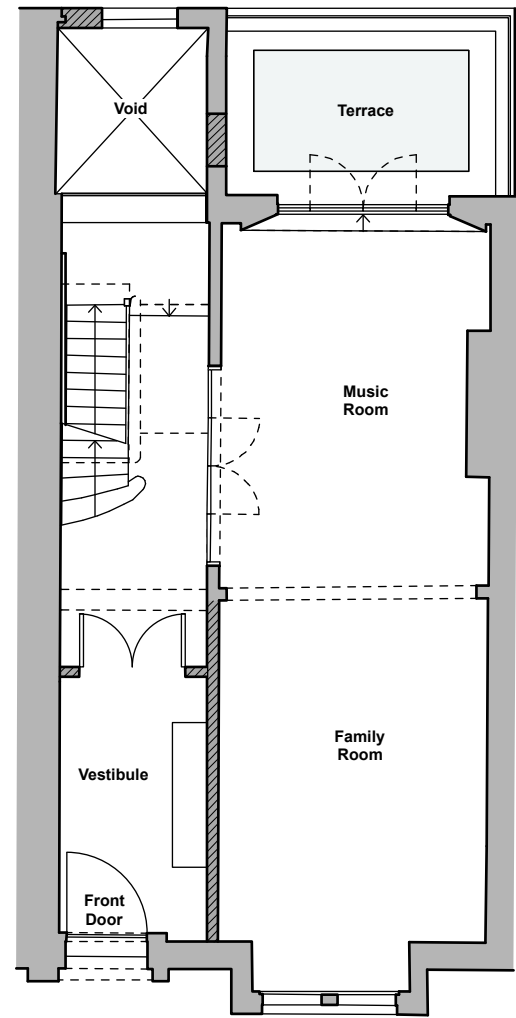 Void
Terrace
Music
Room
Family
Room
Vestibule
Front
Door